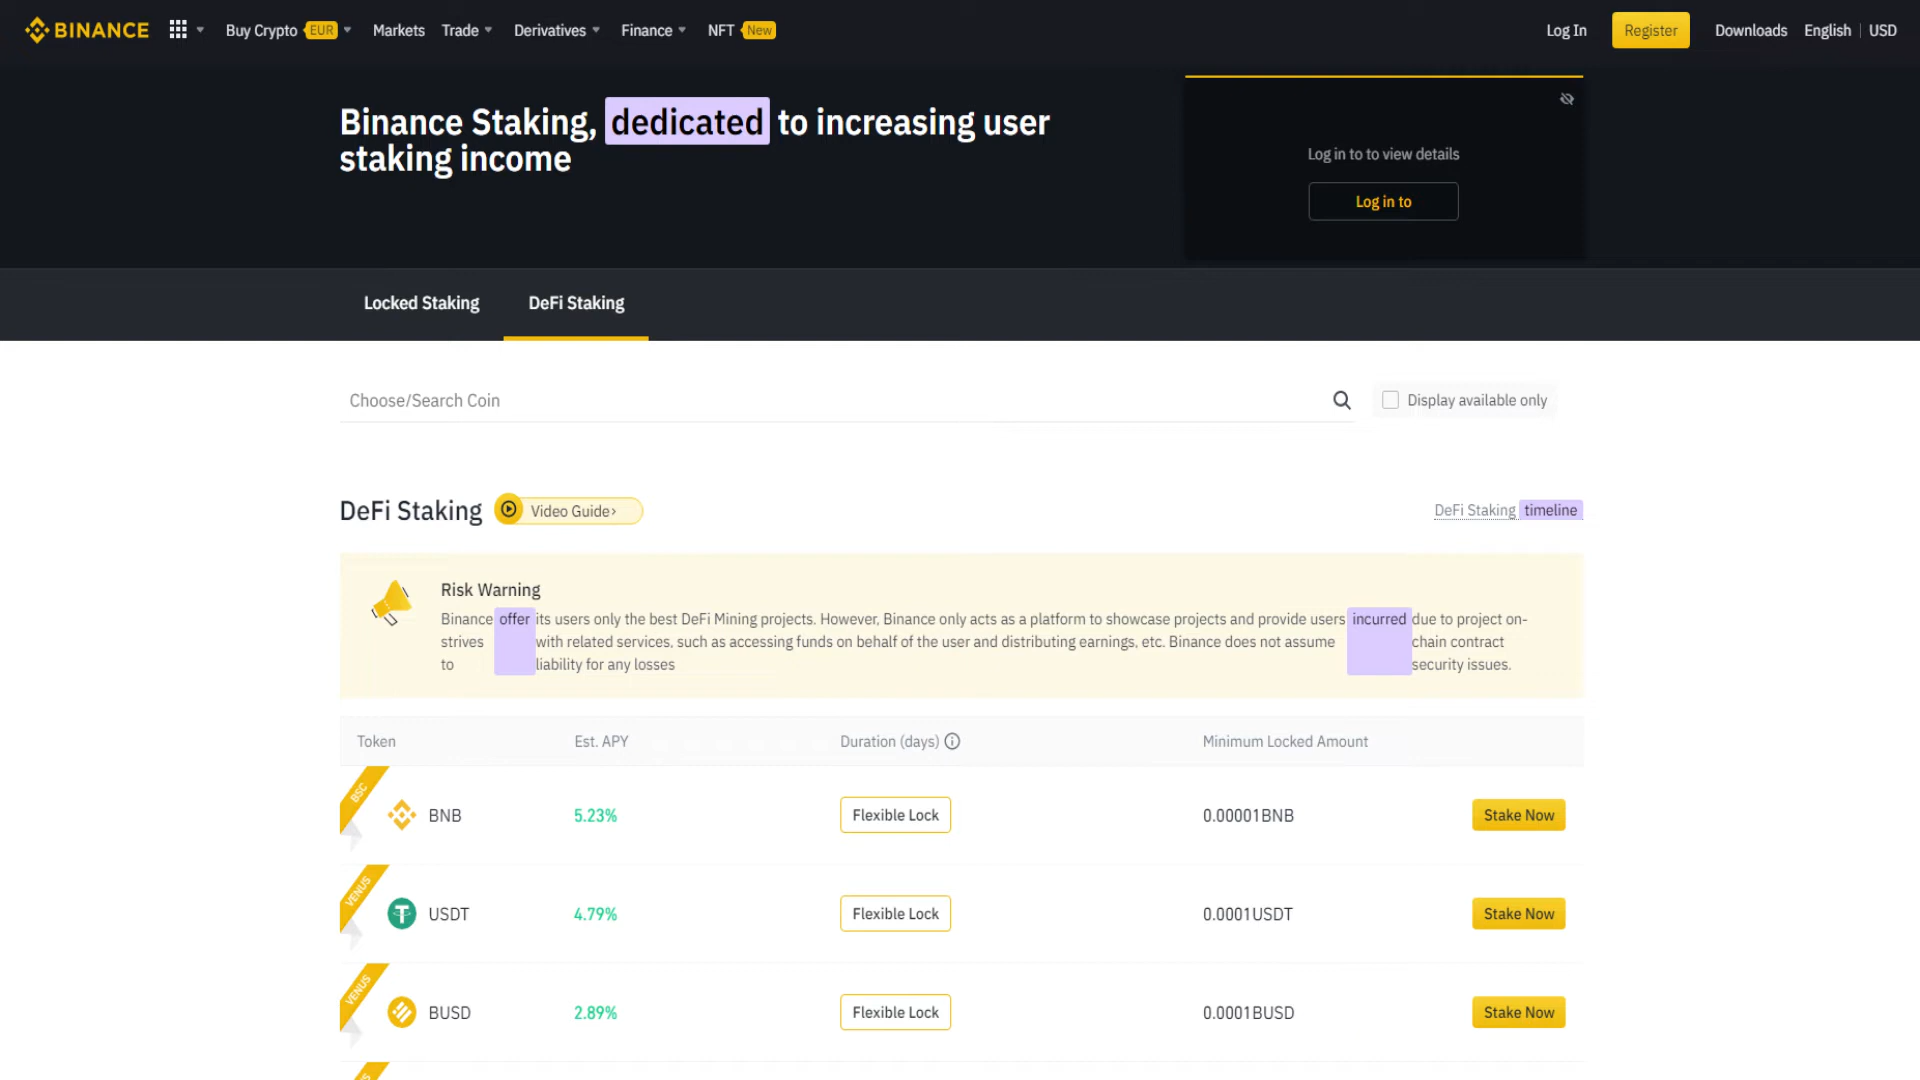 BINANCE
Buy Crypto EUR
Markets
Trade
Derivatives
Finance
NFT New
Log In
Register
Downloads
English
USD
Binance Staking, dedicated to increasing user
staking income
Log in to to view details
Log in to
Locked Staking
DeFi Staking
Choose/Search Coin
Display available only
DeFi Staking
Video Guide›
DeFi Staking timeline
Risk Warning
Binance offer its users only the best DeFi Mining projects. However, Binance only acts as a platform to showcase projects and provide users incurred due to project on-
strives with related services, such as accessing funds on behalf of the user and distributing earnings, etc. Binance does not assume chain contract
to liability for any losses security issues.
Token Est. APY Duration (days) Minimum Locked Amount
BSC
BNB 5.23% Flexible Lock 0.00001BNB Stake Now
VENUS
USDT 4.79% Flexible Lock 0.0001USDT Stake Now
VENUS
BUSD 2.89% Flexible Lock 0.0001BUSD Stake Now